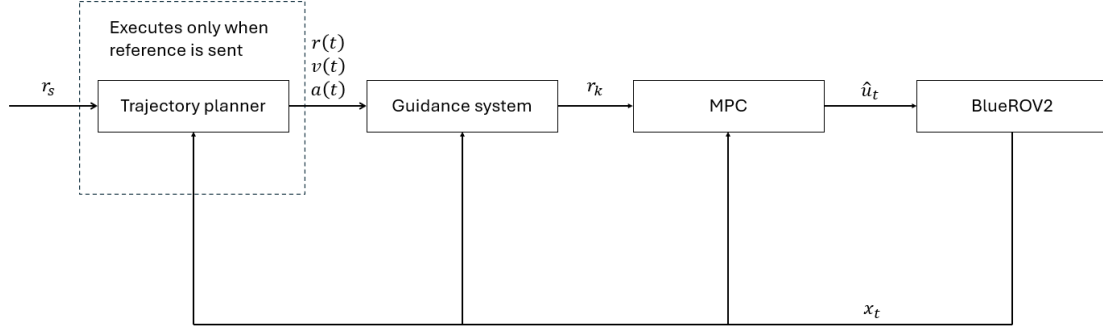 Executes only when
reference is sent
r(t)
v(t)
a(t)
r_s
Trajectory planner
Guidance system
r_k
MPC
û_t
BlueROV2
x_t